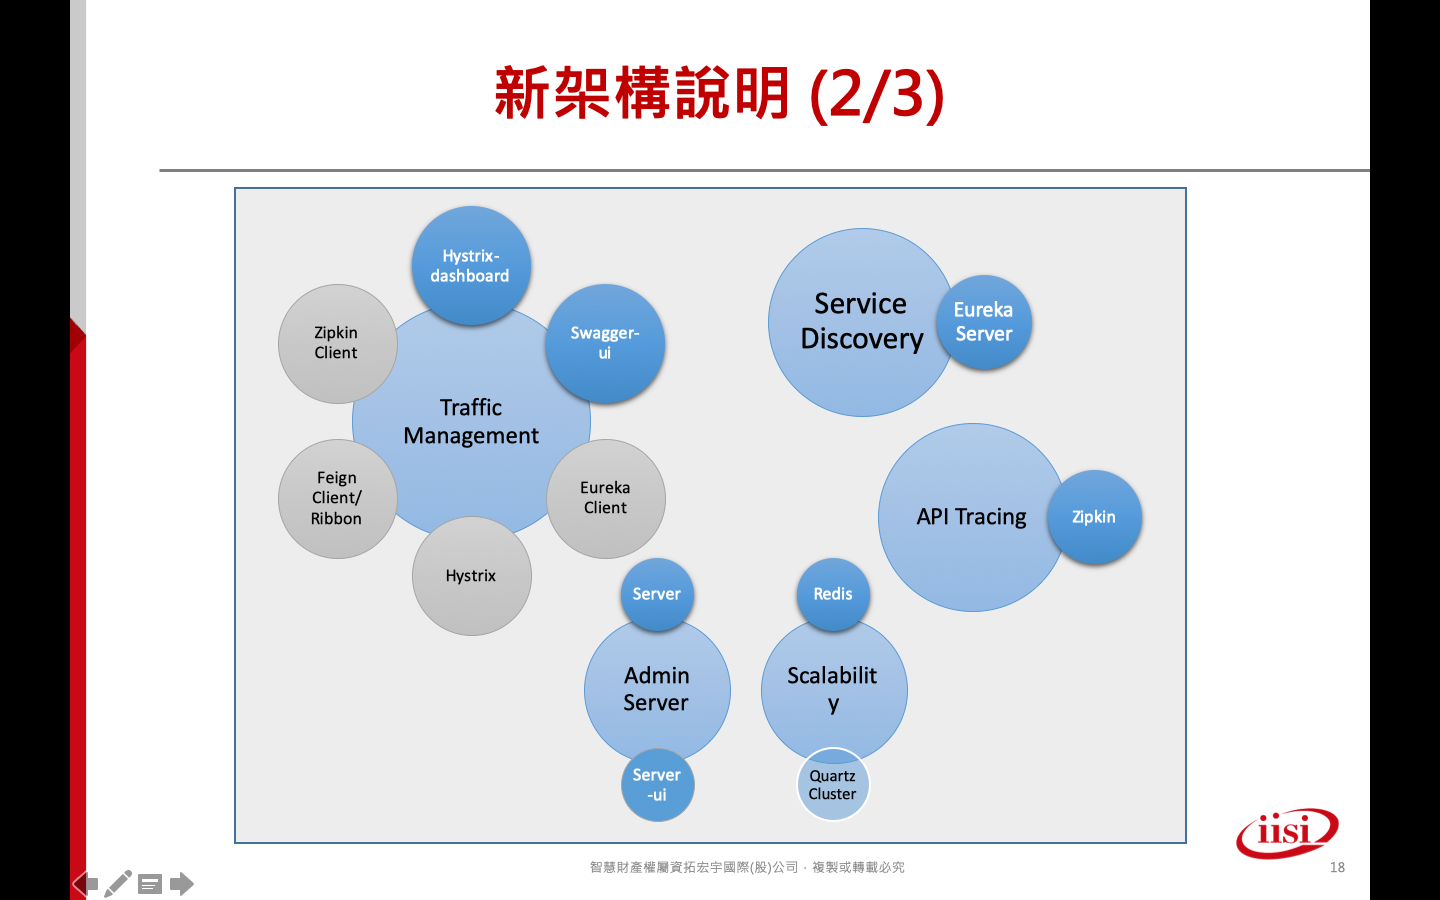 新架構說明 (2/3)
Hystrix-
dashboard
Zipkin
Client
Swagger-
ui
Traffic
Management
Feign
Client/
Ribbon
Eureka
Client
Hystrix
Service
Discovery
Eureka
Server
API Tracing
Zipkin
Server
Admin
Server
Server
-ui
Redis
Scalabilit
y
Quartz
Cluster
iisi
智慧財產權屬資拓宏宇國際(股)公司，複製或轉載必究
18